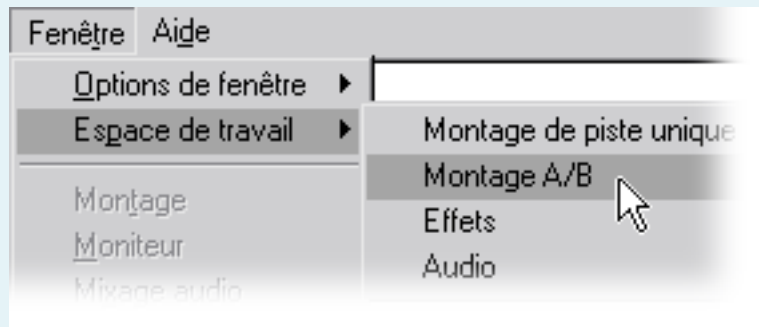 Fenêtre Aide
Options de fenêtre
Espace de travail
Montage
Moniteur
Mixage audio
Montage de piste unique
Montage A/B
Effets
Audio